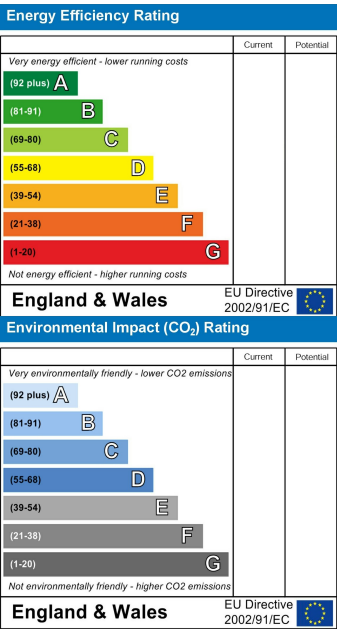 Energy Efficiency Rating
Current Potential
Very energy efficient - lower running costs
(92 plus) A
(81-91) B
(69-80) C
(55-68) D
(39-54) E
(21-38) F
(1-20) G
Not energy efficient - higher running costs
England & Wales
EU Directive
2002/91/EC
Environmental Impact (CO₂) Rating
Current Potential
Very environmentally friendly - lower CO2 emissions
(92 plus) A
(81-91) B
(69-80) C
(55-68) D
(39-54) E
(21-38) F
(1-20) G
Not environmentally friendly - higher CO2 emissions
England & Wales
EU Directive
2002/91/EC